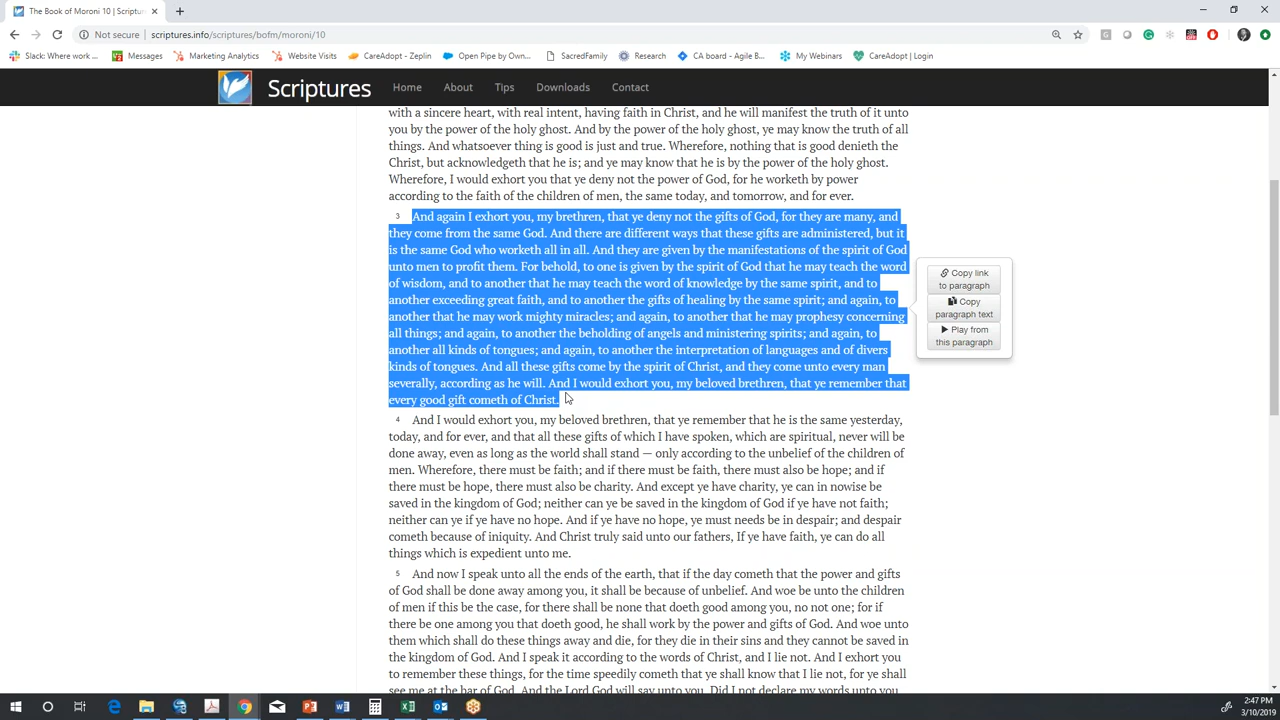 The Book of Moroni 10 | Scripture
Not secure | scriptures.info/bofm/moroni/10
Slack: Where work ... Messages Marketing Analytics Website Visits CareAdopt - Zeplin Open Pipe by Own... SacredFamily Research CA board - Agile B... My Webinars CareAdopt | Login
Scriptures Home About Tips Downloads Contact
with a sincere heart, with real intent, having faith in Christ, and he will manifest the truth of it unto
you by the power of the holy ghost. And by the power of the holy ghost, ye may know the truth of all
things. And whatsoever thing is good is just and true. Wherefore, nothing that is good denieth the
Christ, but acknowledgeth that he is; and ye may know that he is by the power of the holy ghost.
Wherefore, I would exhort you that ye deny not the power of God, for he worketh by power
according to the faith of the children of men, the same today, and tomorrow, and for ever.
3 And again I exhort you, my brethren, that ye deny not the gifts of God, for they are many, and
they come from the same God. And there are different ways that these gifts are administered, but it
is the same God who worketh all in all. And they are given by the manifestations of the spirit of God
unto men to profit them. For behold, to one is given by the spirit of God that he may teach the word
of wisdom, and to another that he may teach the word of knowledge by the same spirit, and to
another exceeding great faith, and to another the gifts of healing by the same spirit; and again, to
another that he may work mighty miracles; and again, to another that he may prophesy concerning
all things; and again, to another the beholding of angels and ministering spirits; and again, to
another all kinds of tongues; and again, to another the interpretation of languages and of divers
kinds of tongues. And all these gifts come by the spirit of Christ, and they come unto every man
severally, according as he will. And I would exhort you, my beloved brethren, that ye remember that
every good gift cometh of Christ.
Copy link
to paragraph
Copy
paragraph text
Play from
this paragraph
4 And I would exhort you, my beloved brethren, that ye remember that he is the same yesterday,
today, and for ever, and that all these gifts of which I have spoken, which are spiritual, never will be
done away, even as long as the world shall stand — only according to the unbelief of the children of
men. Wherefore, there must be faith; and if there must be faith, there must also be hope; and if
there must be hope, there must also be charity. And except ye have charity, ye can in nowise be
saved in the kingdom of God; neither can ye be saved in the kingdom of God if ye have not faith;
neither can ye if ye have no hope. And if ye have no hope, ye must needs be in despair; and despair
cometh because of iniquity. And Christ truly said unto our fathers, If ye have faith, ye can do all
things which is expedient unto me.
5 And now I speak unto all the ends of the earth, that if the day cometh that the power and gifts
of God shall be done away among you, it shall be because of unbelief. And woe be unto the children
of men if this be the case, for there shall be none that doeth good among you, no not one; for if
there be one among you that doeth good, he shall work by the power and gifts of God. And woe unto
them which shall do these things away and die, for they die in their sins and they cannot be saved in
the kingdom of God. And I speak it according to the words of Christ, and I lie not. And I exhort you
to remember these things, for the time speedily cometh that ye shall know that I lie not, for ye shall
see me at the bar of God. And the Lord God will say unto you, Did I not declare my words unto you
2:47 PM
3/10/2019